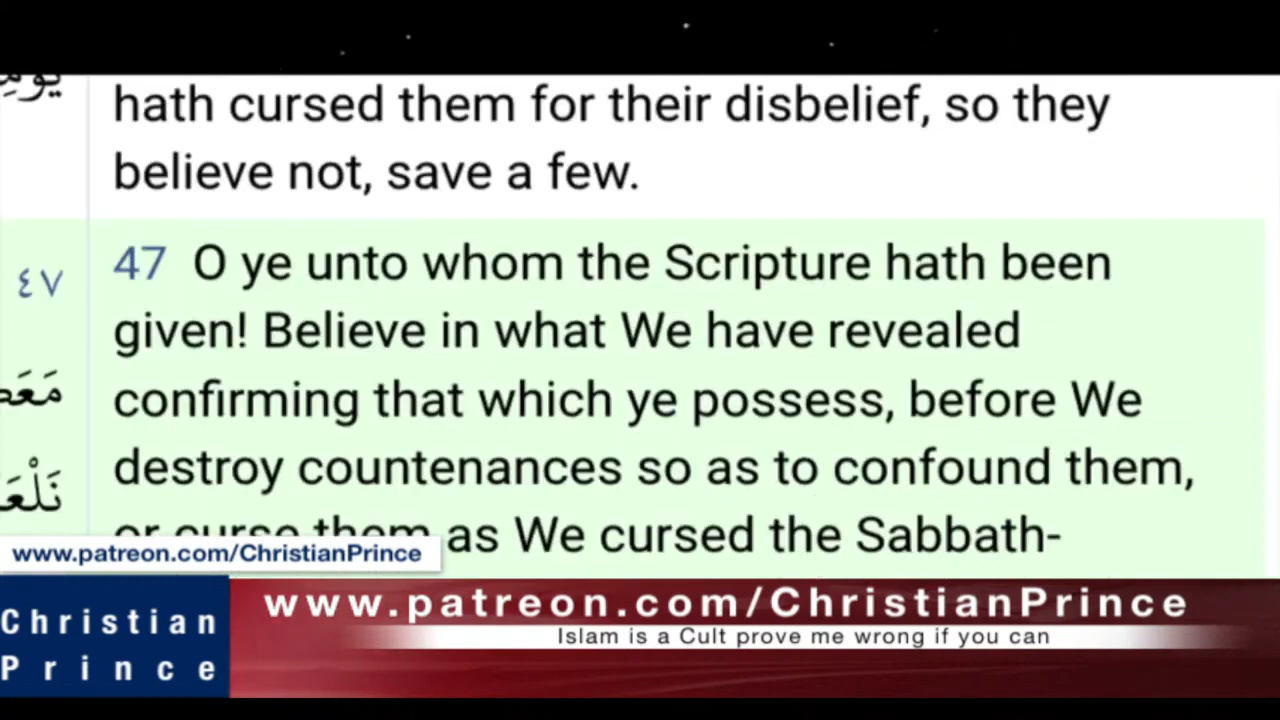 hath cursed them for their disbelief, so they
believe not, save a few.
٤٧
47 O ye unto whom the Scripture hath been
given! Believe in what We have revealed
confirming that which ye possess, before We
destroy countenances so as to confound them,
or curse them as We cursed the Sabbath-
www.patreon.com/ChristianPrince
Christian
Prince
www.patreon.com/ChristianPrince
Islam is a Cult prove me wrong if you can